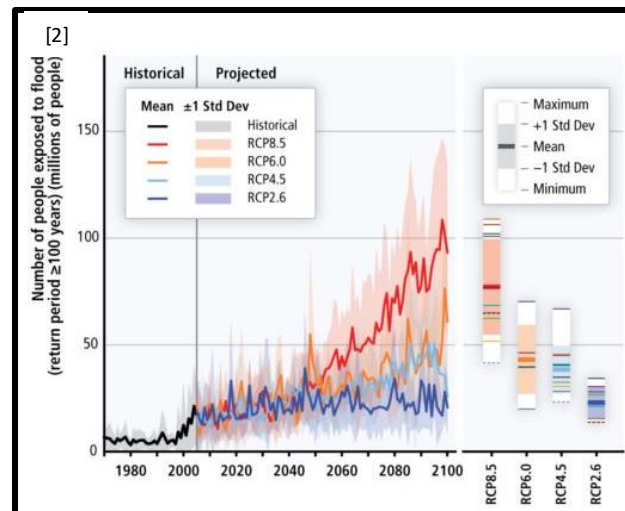 [2]
Number of people exposed to flood
(return period ≥100 years) (millions of people)
Historical
Projected
Mean ±1 Std Dev
Historical
RCP8.5
RCP6.0
RCP4.5
RCP2.6
Maximum
+1 Std Dev
Mean
−1 Std Dev
Minimum
150
100
50
0
1980 2000 2020 2040 2060 2080 2100
RCP8.5
RCP6.0
RCP4.5
RCP2.6